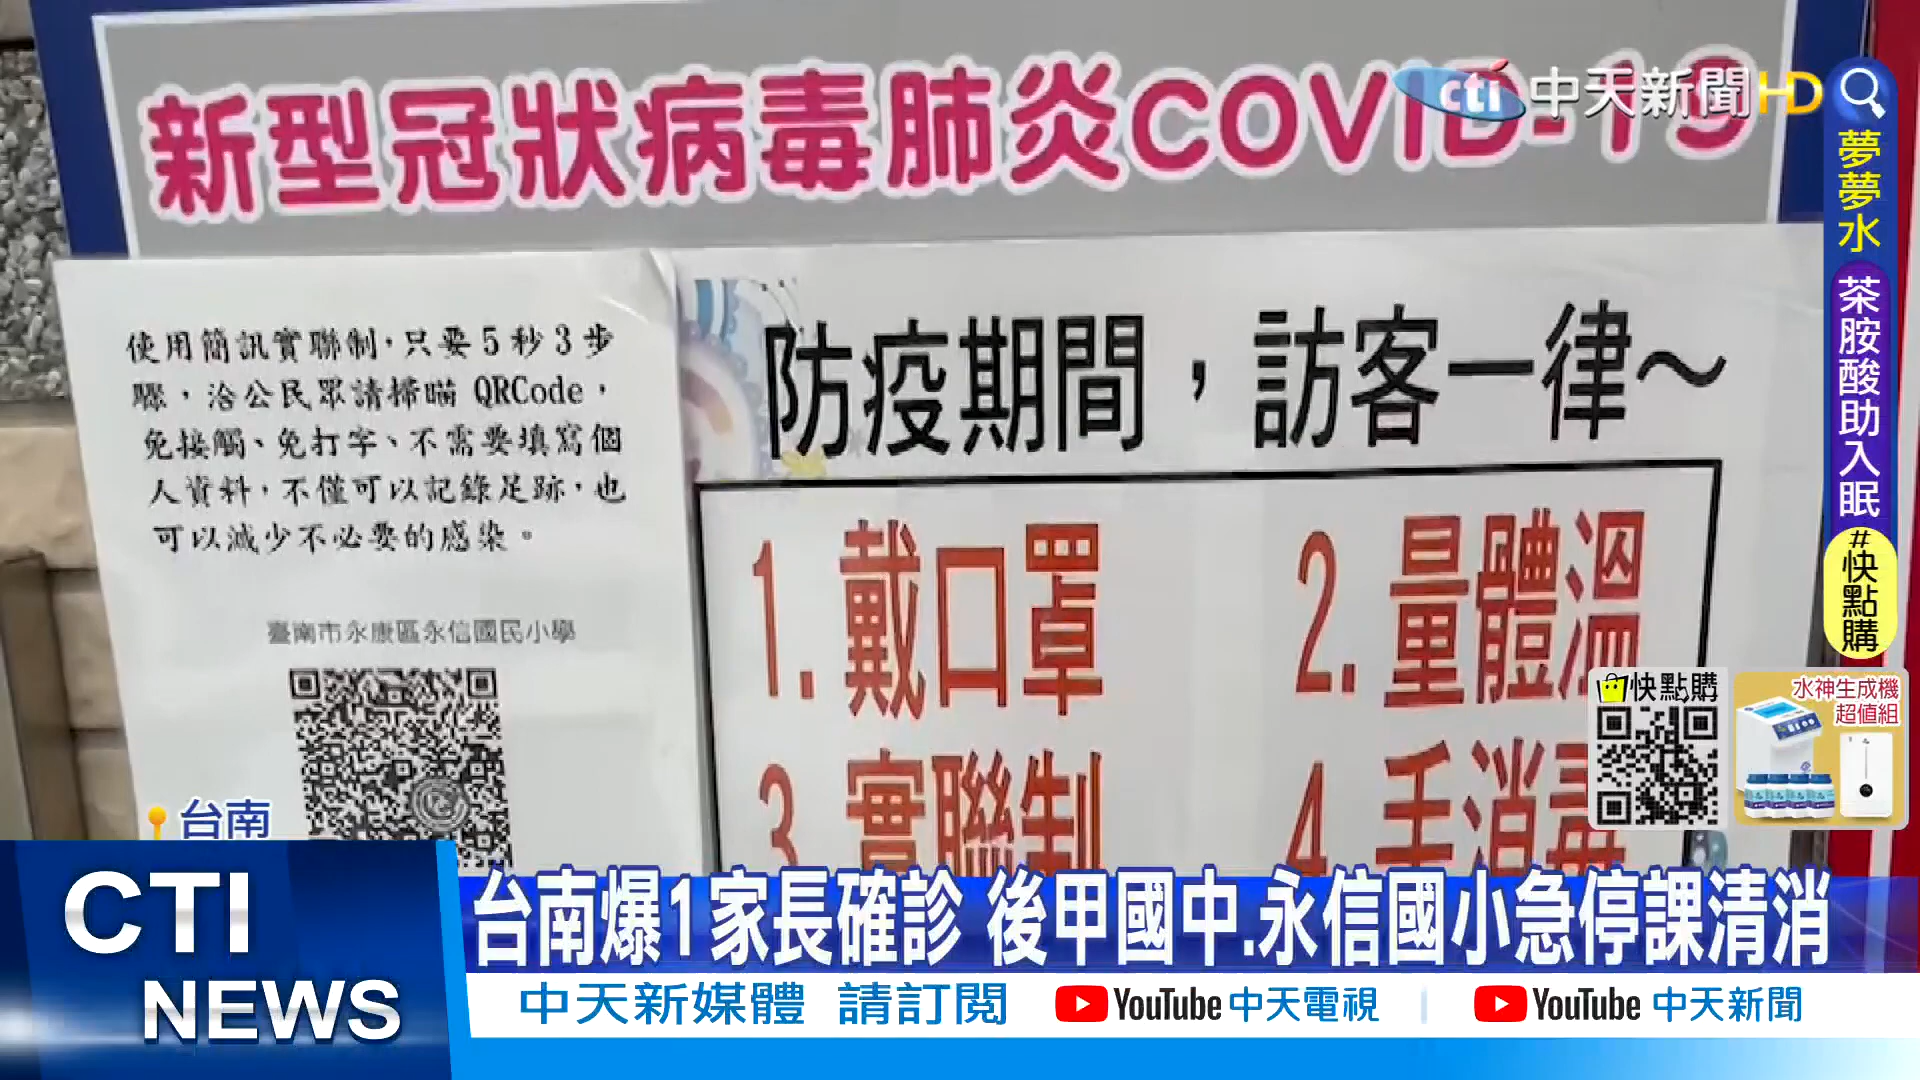 新型冠狀病毒肺炎COVID-19
cti 中天新聞HD
夢夢水
茶胺酸助入眠
#快點購
使用簡訊實聯制,只要5秒3步
驟,洽公民眾請掃瞄 QRCode,
免接觸、免打字、不需要填寫個
人資料,不僅可以記錄足跡,也
可以減少不必要的感染。
臺南市永康區永信國民小學
防疫期間,訪客一律~
1. 戴口罩
2. 量體溫
3. 實聯制
4. 手消毒
快點購
水神生成機
超值組
台南
CTI
NEWS
台南爆1家長確診 後甲國中.永信國小急停課清消
中天新媒體 請訂閱 YouTube 中天電視 | YouTube 中天新聞